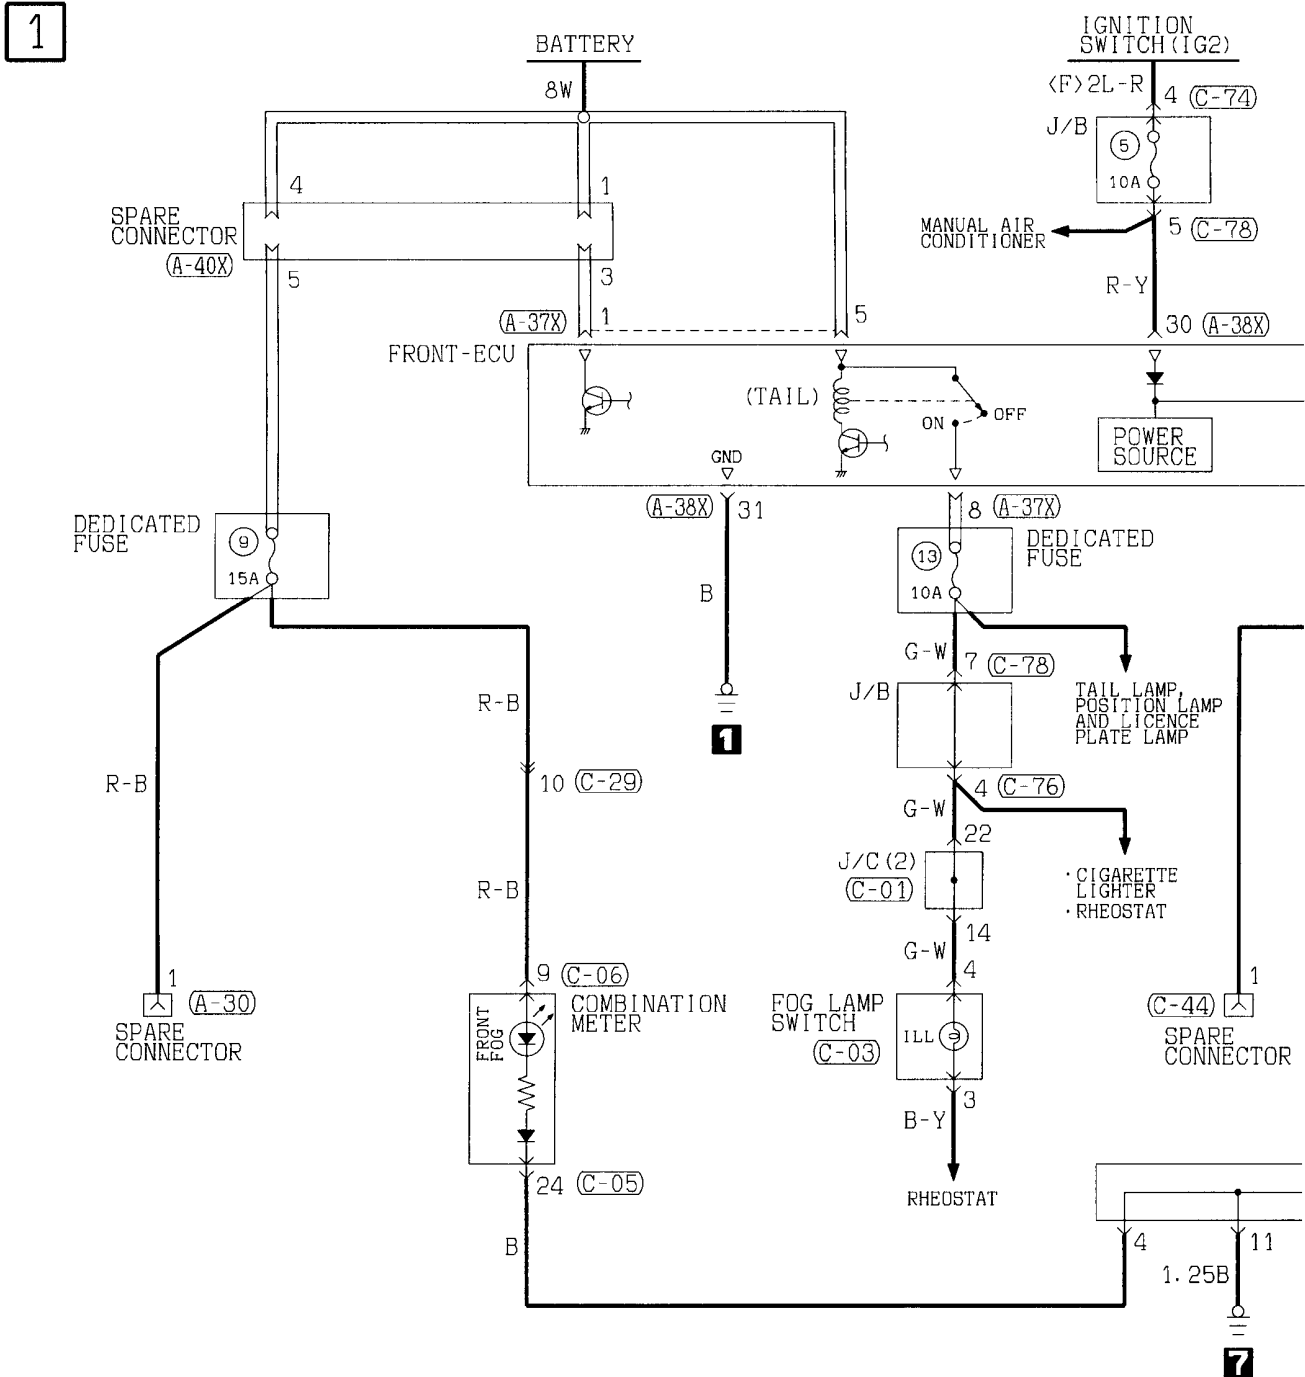 1
BATTERY
8W
IGNITION
SWITCH(IG2)
<F>2L-R
4 (C-74)
J/B
5
10A
5 (C-78)
MANUAL AIR
CONDITIONER
R-Y
30 (A-38X)
4
1
SPARE
CONNECTOR
(A-40X)
5
3
(A-37X) 1
5
FRONT-ECU
(TAIL)
ON
OFF
POWER
SOURCE
GND
(A-38X) 31
8 (A-37X)
DEDICATED
FUSE
9
15A
DEDICATED
FUSE
13
10A
B
1
G-W
7 (C-78)
J/B
TAIL LAMP,
POSITION LAMP
AND LICENCE
PLATE LAMP
R-B
R-B
10 (C-29)
4 (C-76)
G-W
22
J/C(2)
(C-01)
·CIGARETTE
LIGHTER
·RHEOSTAT
R-B
14
G-W
4
1
(A-30)
SPARE
CONNECTOR
9 (C-06)
COMBINATION
METER
FRONT
FOG
FOG LAMP
SWITCH
(C-03)
ILL
3
B-Y
RHEOSTAT
1
(C-44)
SPARE
CONNECTOR
24 (C-05)
B
4
11
1.25B
7